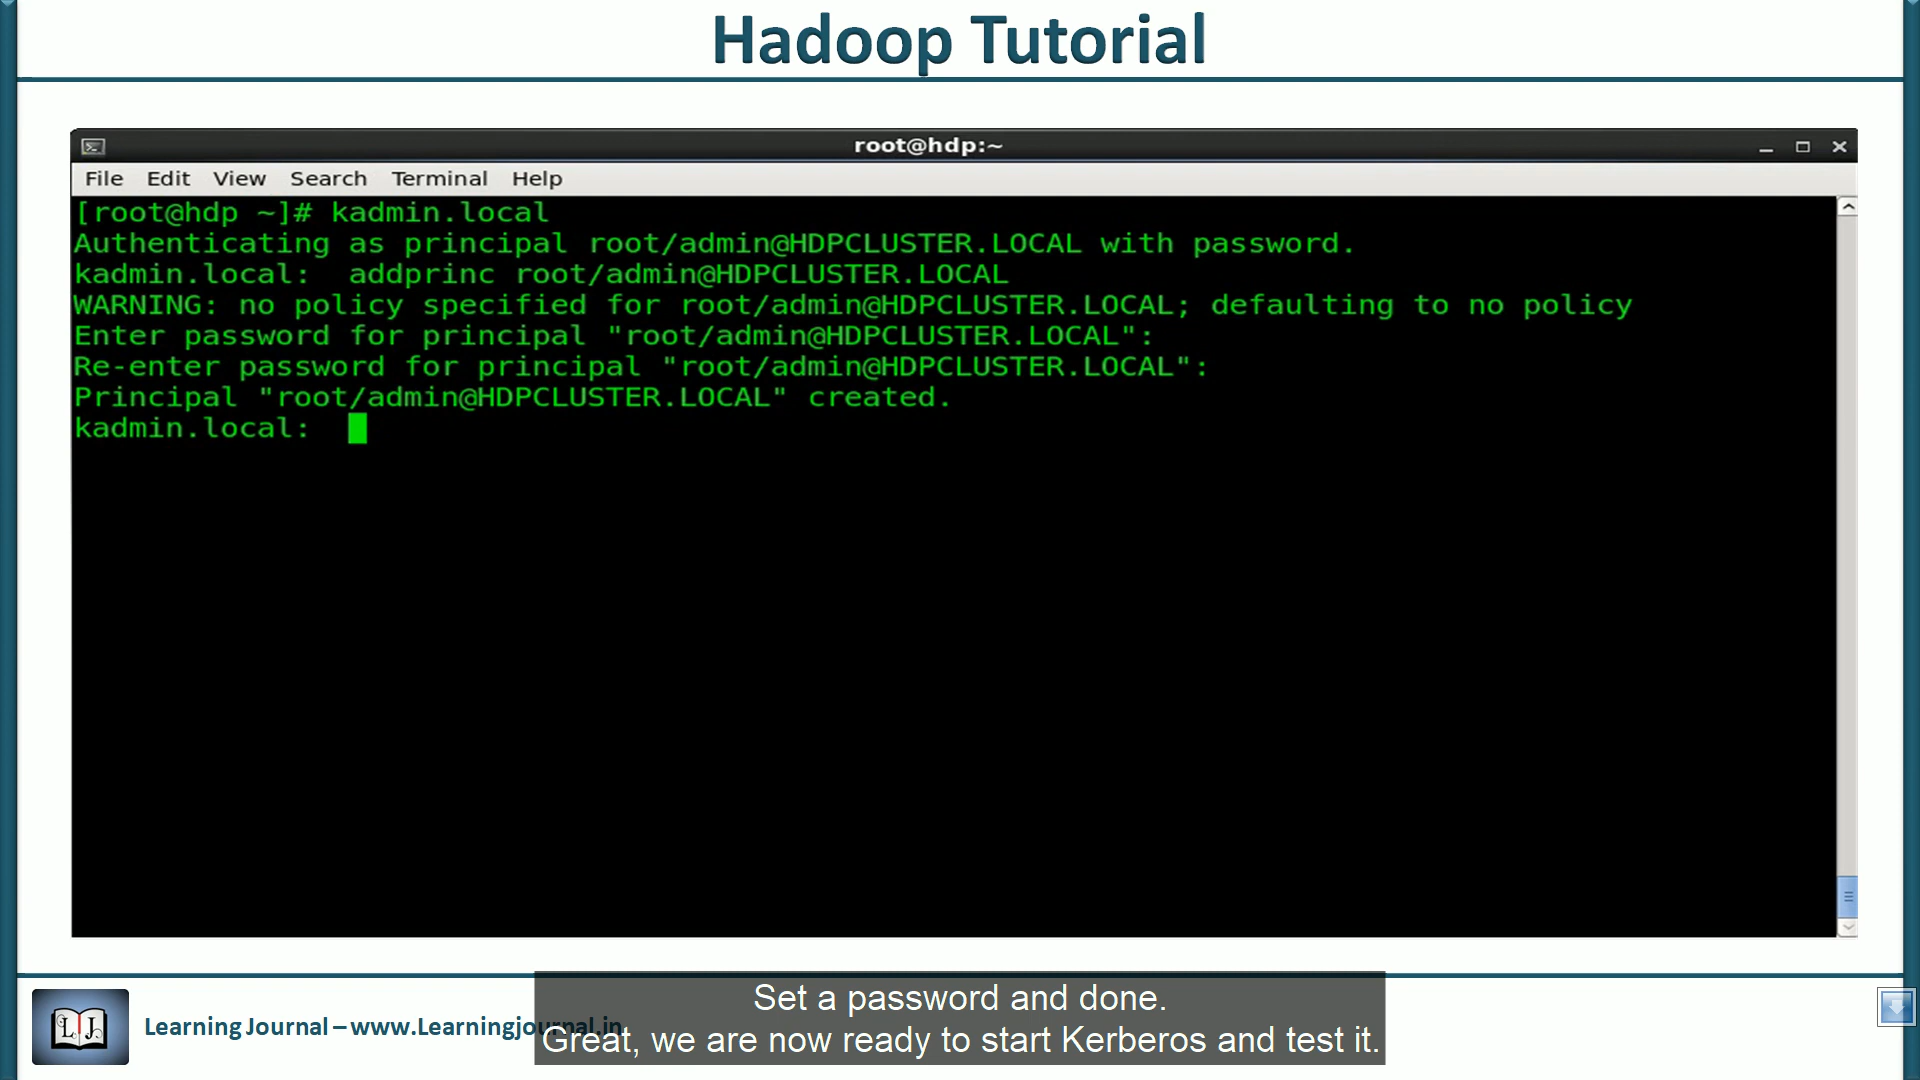 Hadoop Tutorial
root@hdp:~
File Edit View Search Terminal Help
[root@hdp ~]# kadmin.local
Authenticating as principal root/admin@HDPCLUSTER.LOCAL with password.
kadmin.local:  addprinc root/admin@HDPCLUSTER.LOCAL
WARNING: no policy specified for root/admin@HDPCLUSTER.LOCAL; defaulting to no policy
Enter password for principal "root/admin@HDPCLUSTER.LOCAL":
Re-enter password for principal "root/admin@HDPCLUSTER.LOCAL":
Principal "root/admin@HDPCLUSTER.LOCAL" created.
kadmin.local:
Set a password and done.
Great, we are now ready to start Kerberos and test it.
LJ
Learning Journal – www.Learningjournal.in